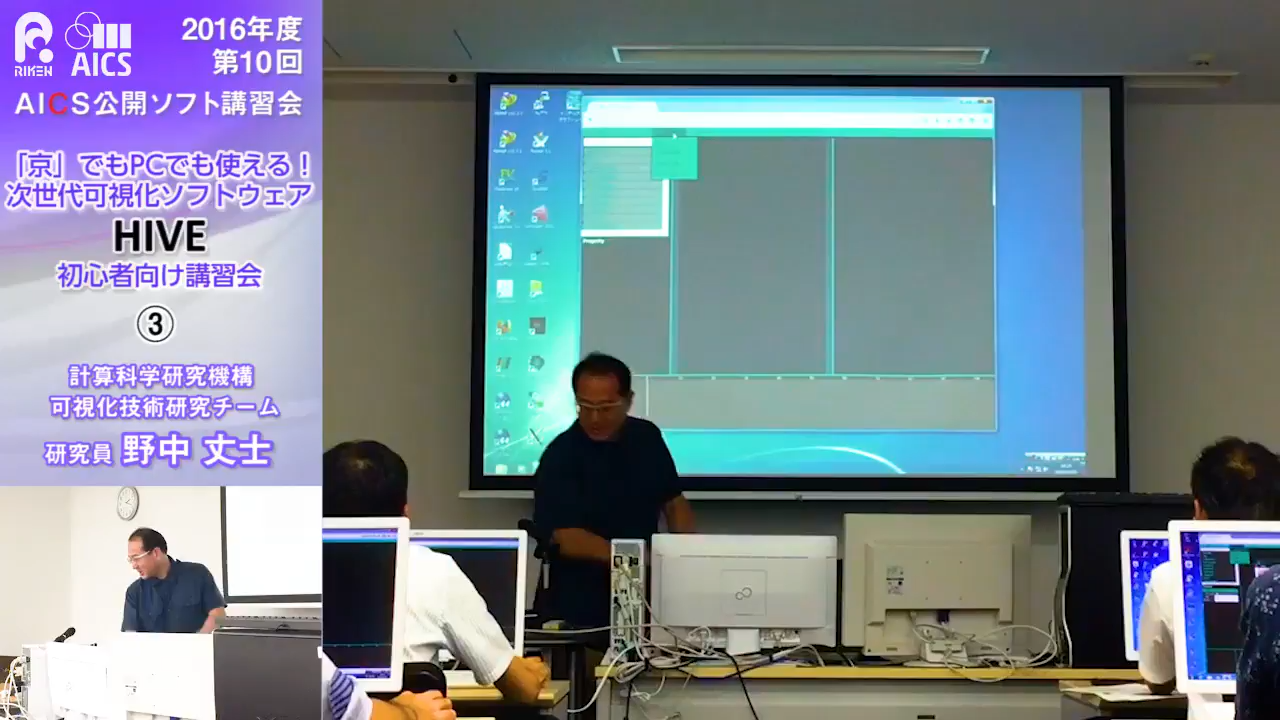 RIKEN
AICS
2016年度
第10回
AICS公開ソフト講習会
「京」でもPCでも使える！
次世代可視化ソフトウェア
HIVE
初心者向け講習会
③
計算科学研究機構
可視化技術研究チーム
研究員 野中 丈士
Property